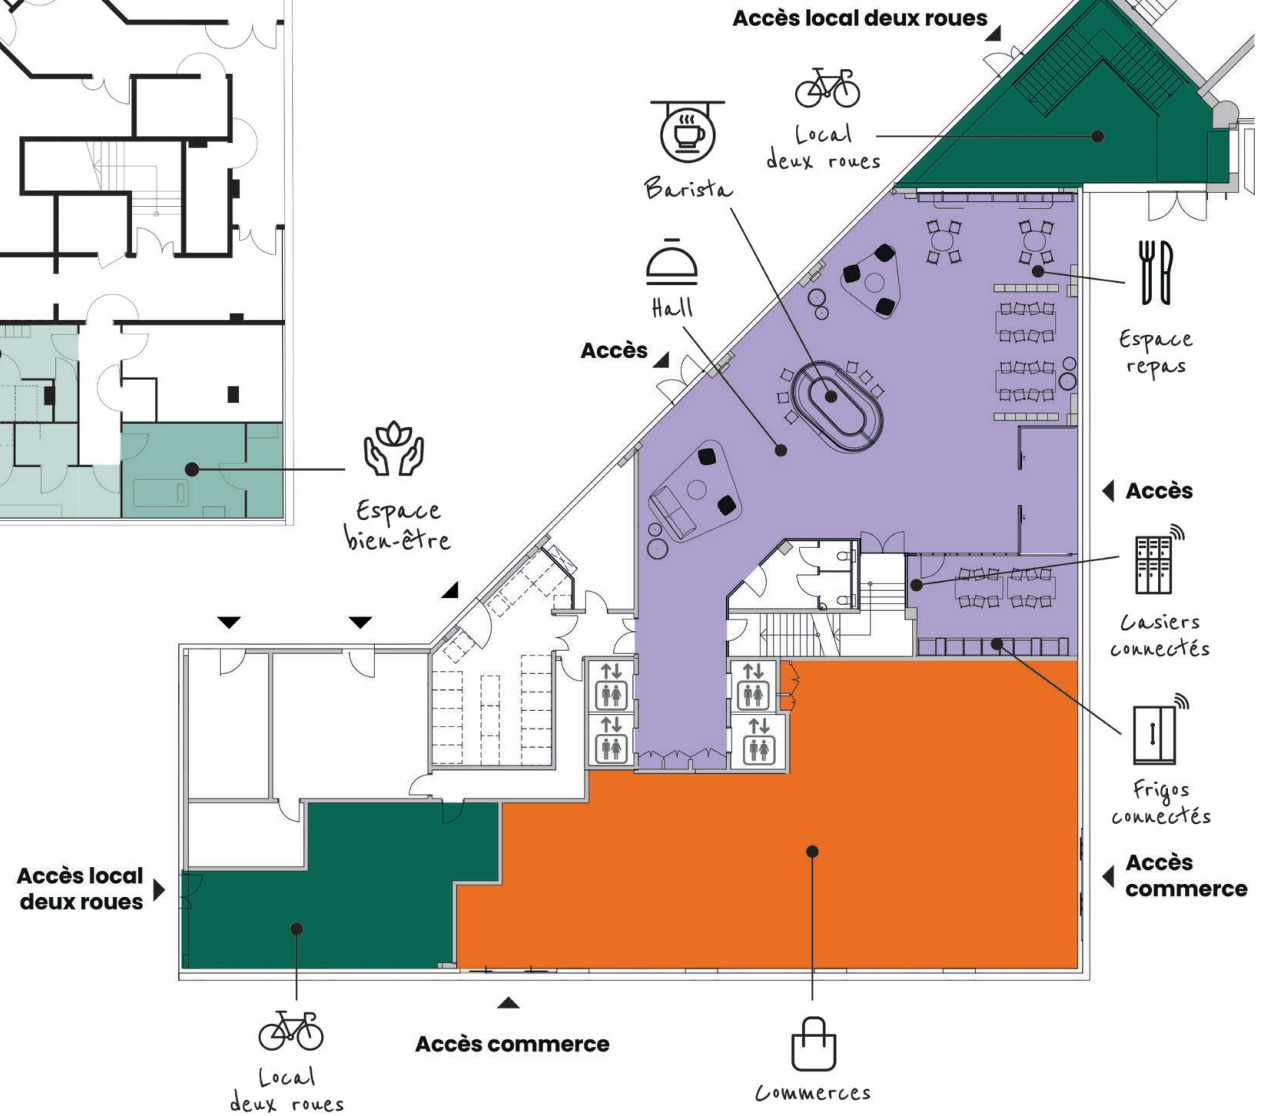 Accès local deux roues
Local
deux roues
Barista
Hall
Accès
Espace
repas
Espace
bien-être
Accès
Casiers
connectés
Frigos
connectés
Accès local
deux roues
Accès
commerce
Accès commerce
Local
deux roues
Commerces